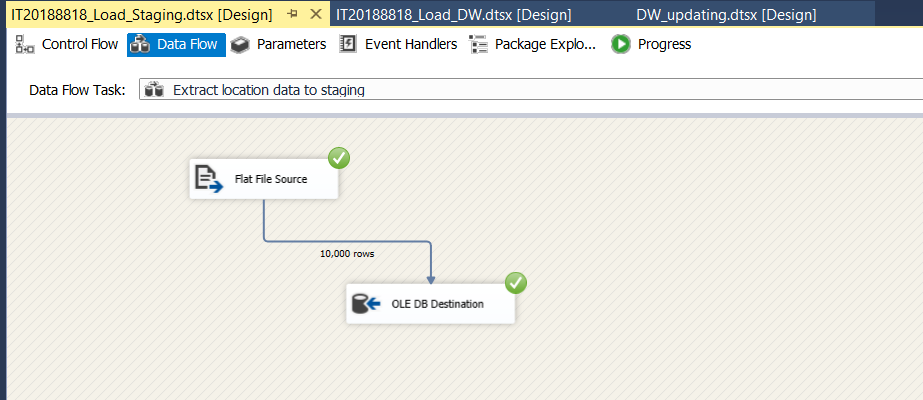 IT20188818_Load_Staging.dtsx [Design] IT20188818_Load_DW.dtsx [Design] DW_updating.dtsx [Design]
Control Flow Data Flow Parameters Event Handlers Package Explo... Progress
Data Flow Task: Extract location data to staging
Flat File Source
10,000 rows
OLE DB Destination